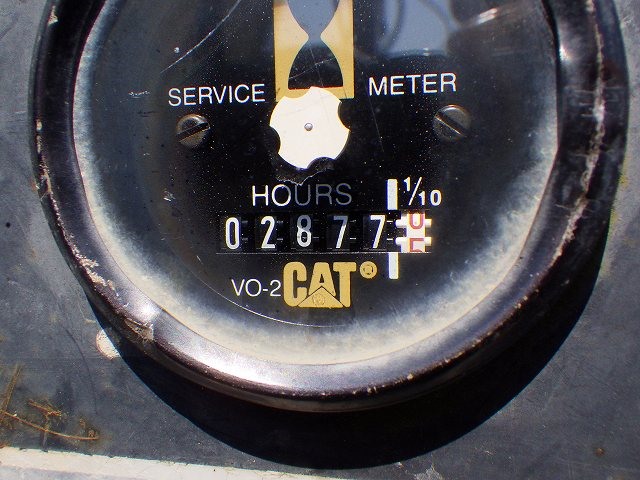 SERVICE METER
HOURS 1/10
02877
VO-2 CAT